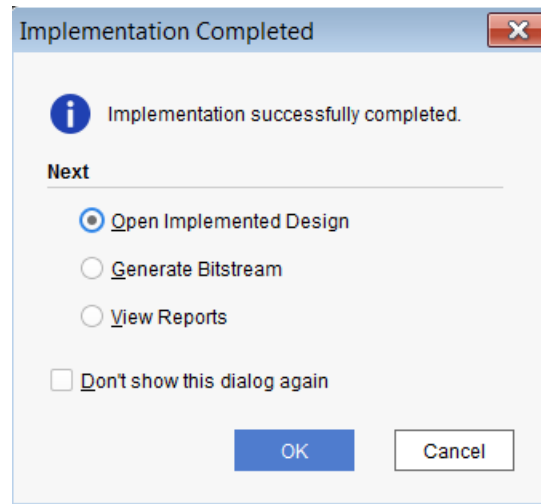 Implementation Completed
Implementation successfully completed.
Next
Open Implemented Design
Generate Bitstream
View Reports
Don't show this dialog again
OK
Cancel